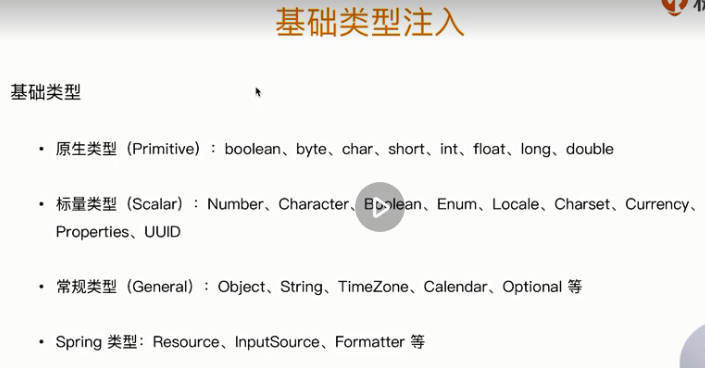 基础类型注入
基础类型
• 原生类型（Primitive）：boolean、byte、char、short、int、float、long、double
• 标量类型（Scalar）：Number、Character、Boolean、Enum、Locale、Charset、Currency、
Properties、UUID
• 常规类型（General）：Object、String、TimeZone、Calendar、Optional 等
• Spring 类型：Resource、InputSource、Formatter 等